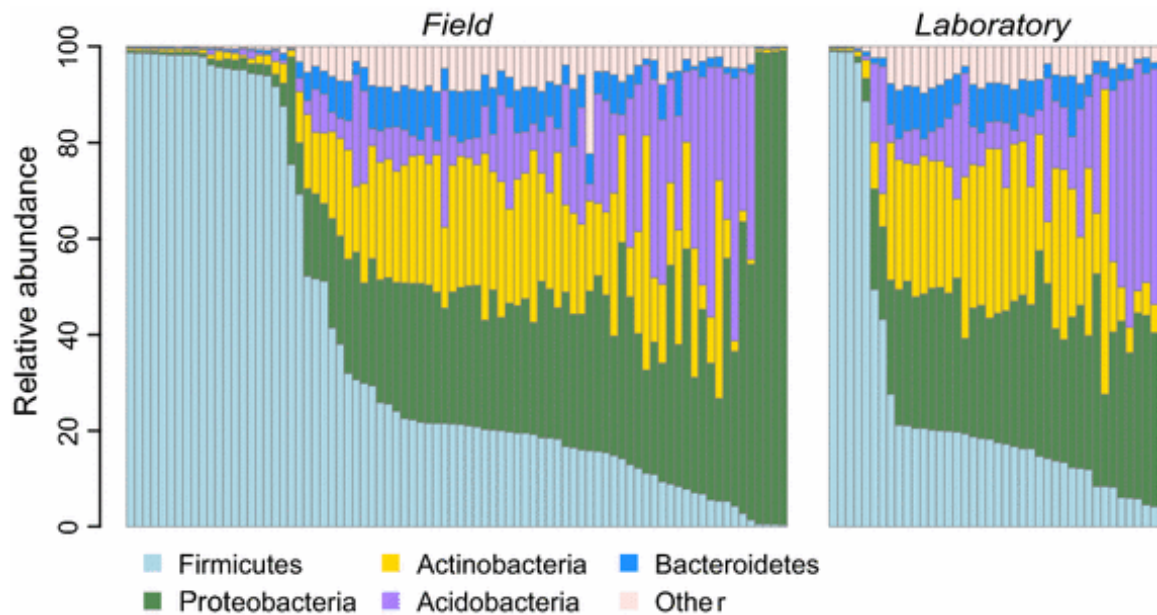 Field Laboratory
Relative abundance
100
80
60
40
20
0
Firmicutes Actinobacteria Bacteroidetes
Proteobacteria Acidobacteria Other